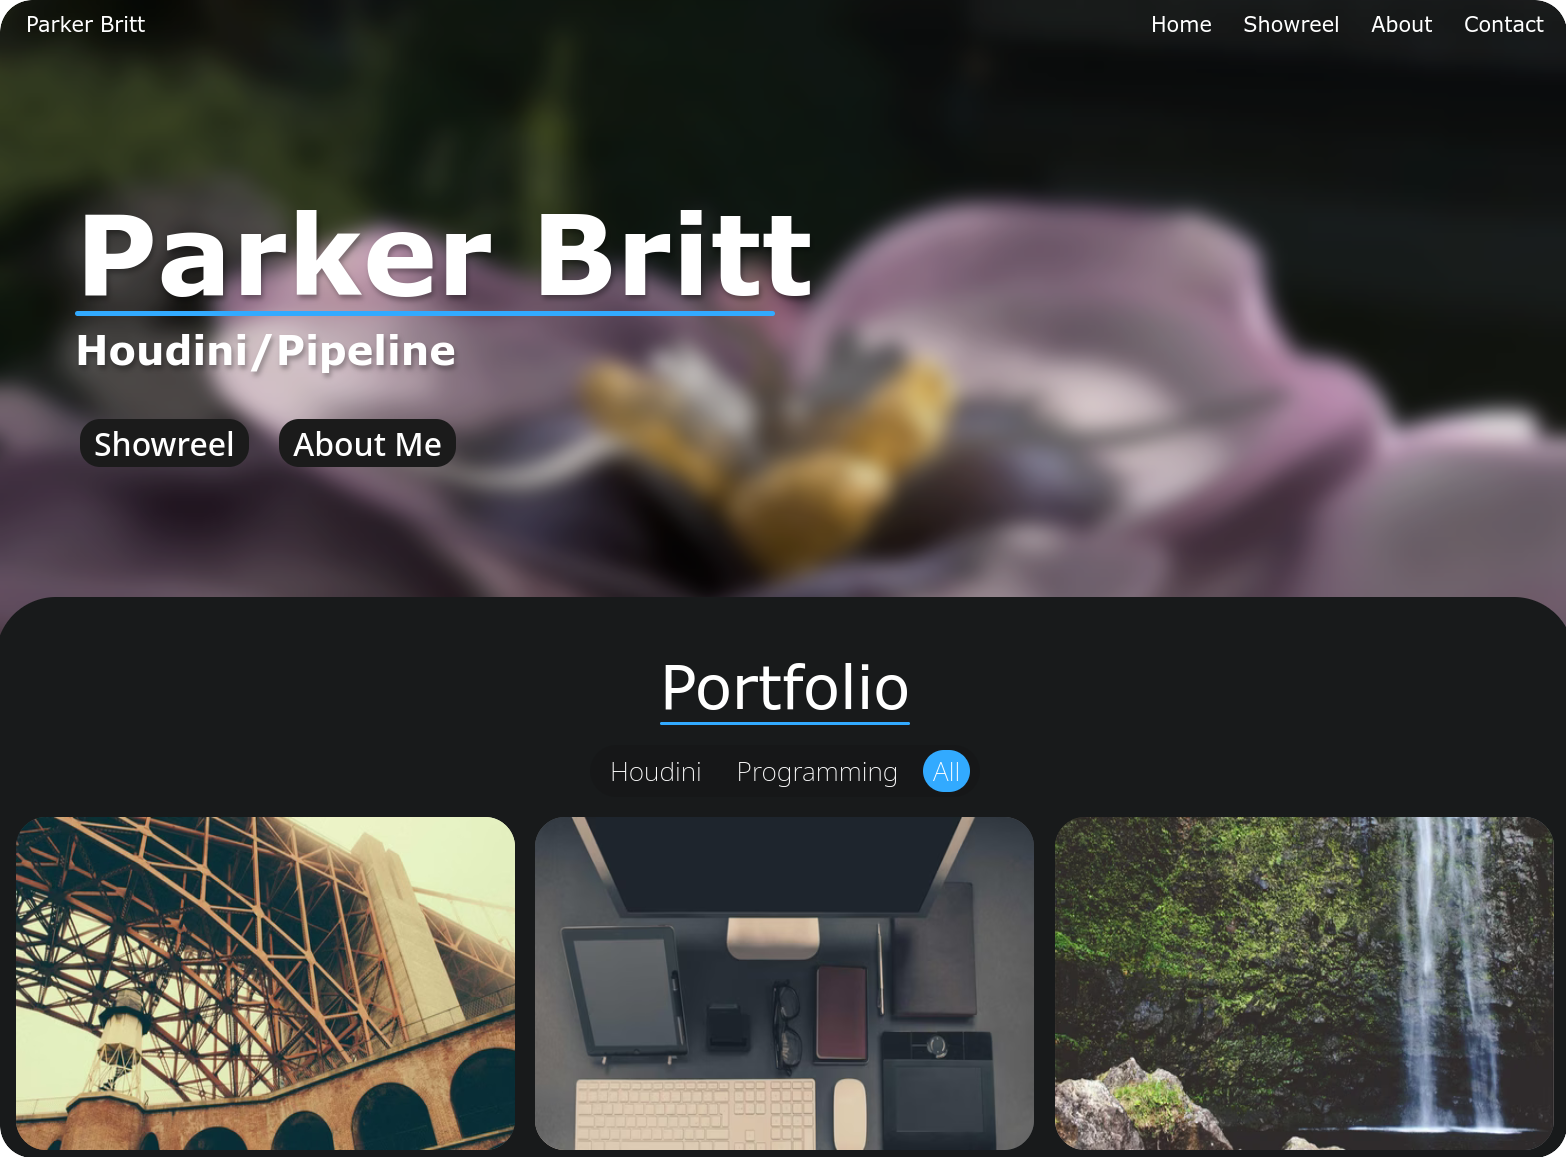 Parker Britt
Home Showreel About Contact
Parker Britt
Houdini/Pipeline
Showreel About Me
Portfolio
Houdini Programming All